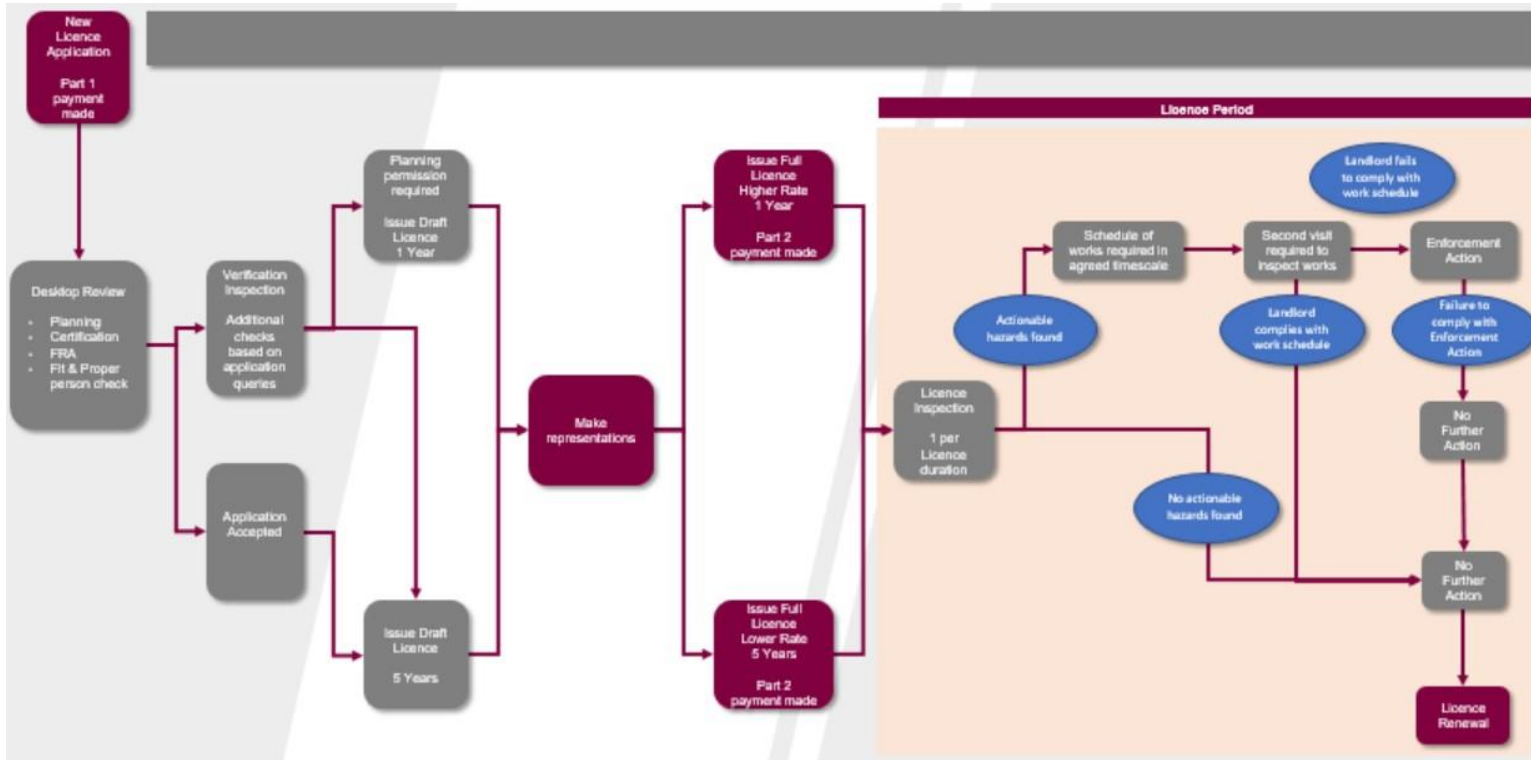 New
Licence
Application
Part 1
payment
made
Licence Period
Desktop Review
• Planning
• Certification
• FRA
• Fit & Proper
person check
Verification
Inspection
Additional
checks
based on
application
queries
Application
Accepted
Planning
permission
required
Issue Draft
Licence
1 Year
Issue Draft
Licence
5 Years
Make
representations
Issue Full
Licence
Higher Rate
1 Year
Part 2
payment made
Issue Full
Licence
Lower Rate
5 Years
Part 2
payment made
Licence
Inspection
1 per
Licence
duration
Actionable
hazards found
No actionable
hazards found
Schedule of
works required in
agreed timescale
Second visit
required to
inspect works
Landlord
complies with
work schedule
Landlord fails
to comply with
work schedule
Enforcement
Action
Failure to
comply with
Enforcement
Action
No
Further
Action
No
Further
Action
Licence
Renewal